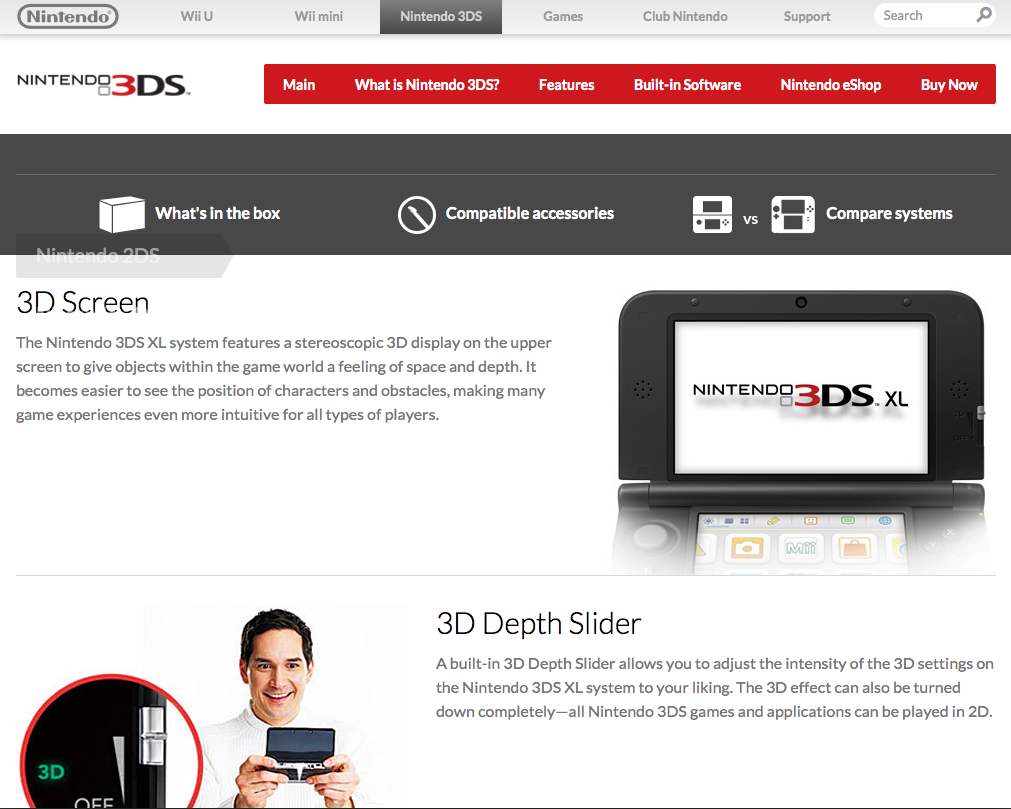 Nintendo
Wii U
Wii mini
Nintendo 3DS
Games
Club Nintendo
Support
Search
NINTENDO 3DS™
Main
What is Nintendo 3DS?
Features
Built-in Software
Nintendo eShop
Buy Now
What's in the box
Compatible accessories
vs
Compare systems
Nintendo 2DS
3D Screen
The Nintendo 3DS XL system features a stereoscopic 3D display on the upper
screen to give objects within the game world a feeling of space and depth. It
becomes easier to see the position of characters and obstacles, making many
game experiences even more intuitive for all types of players.
NINTENDO 3DS™ XL
3D
OFF
Mii
3D Depth Slider
A built-in 3D Depth Slider allows you to adjust the intensity of the 3D settings on
the Nintendo 3DS XL system to your liking. The 3D effect can also be turned
down completely—all Nintendo 3DS games and applications can be played in 2D.
3D
OFF